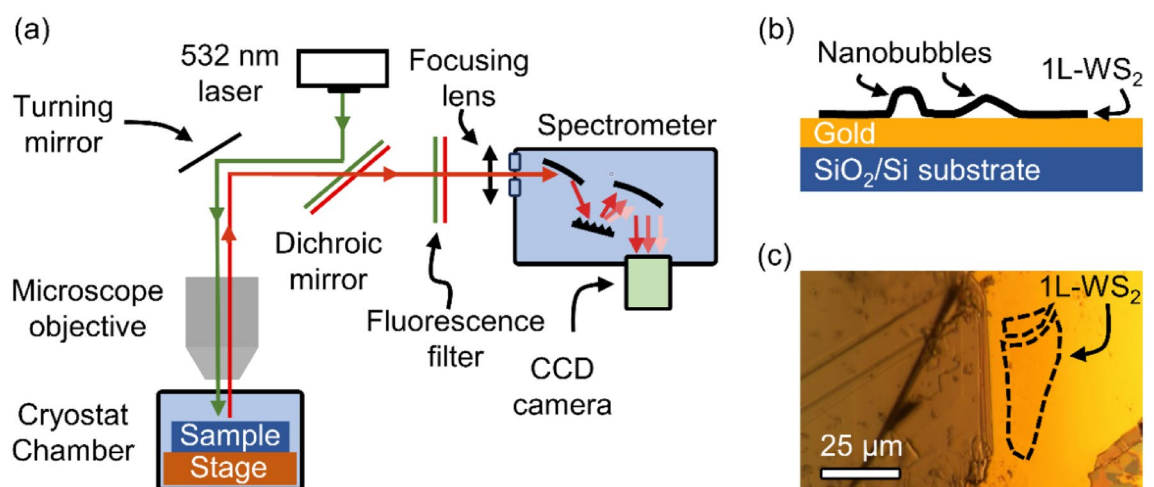 (a)
532 nm
laser
Turning
mirror
Focusing
lens
Spectrometer
Dichroic
mirror
Microscope
objective
Fluorescence
filter
CCD
camera
Cryostat
Chamber
Sample
Stage
(b)
Nanobubbles
1L-WS₂
Gold
SiO₂/Si substrate
(c)
1L-WS₂
25 μm